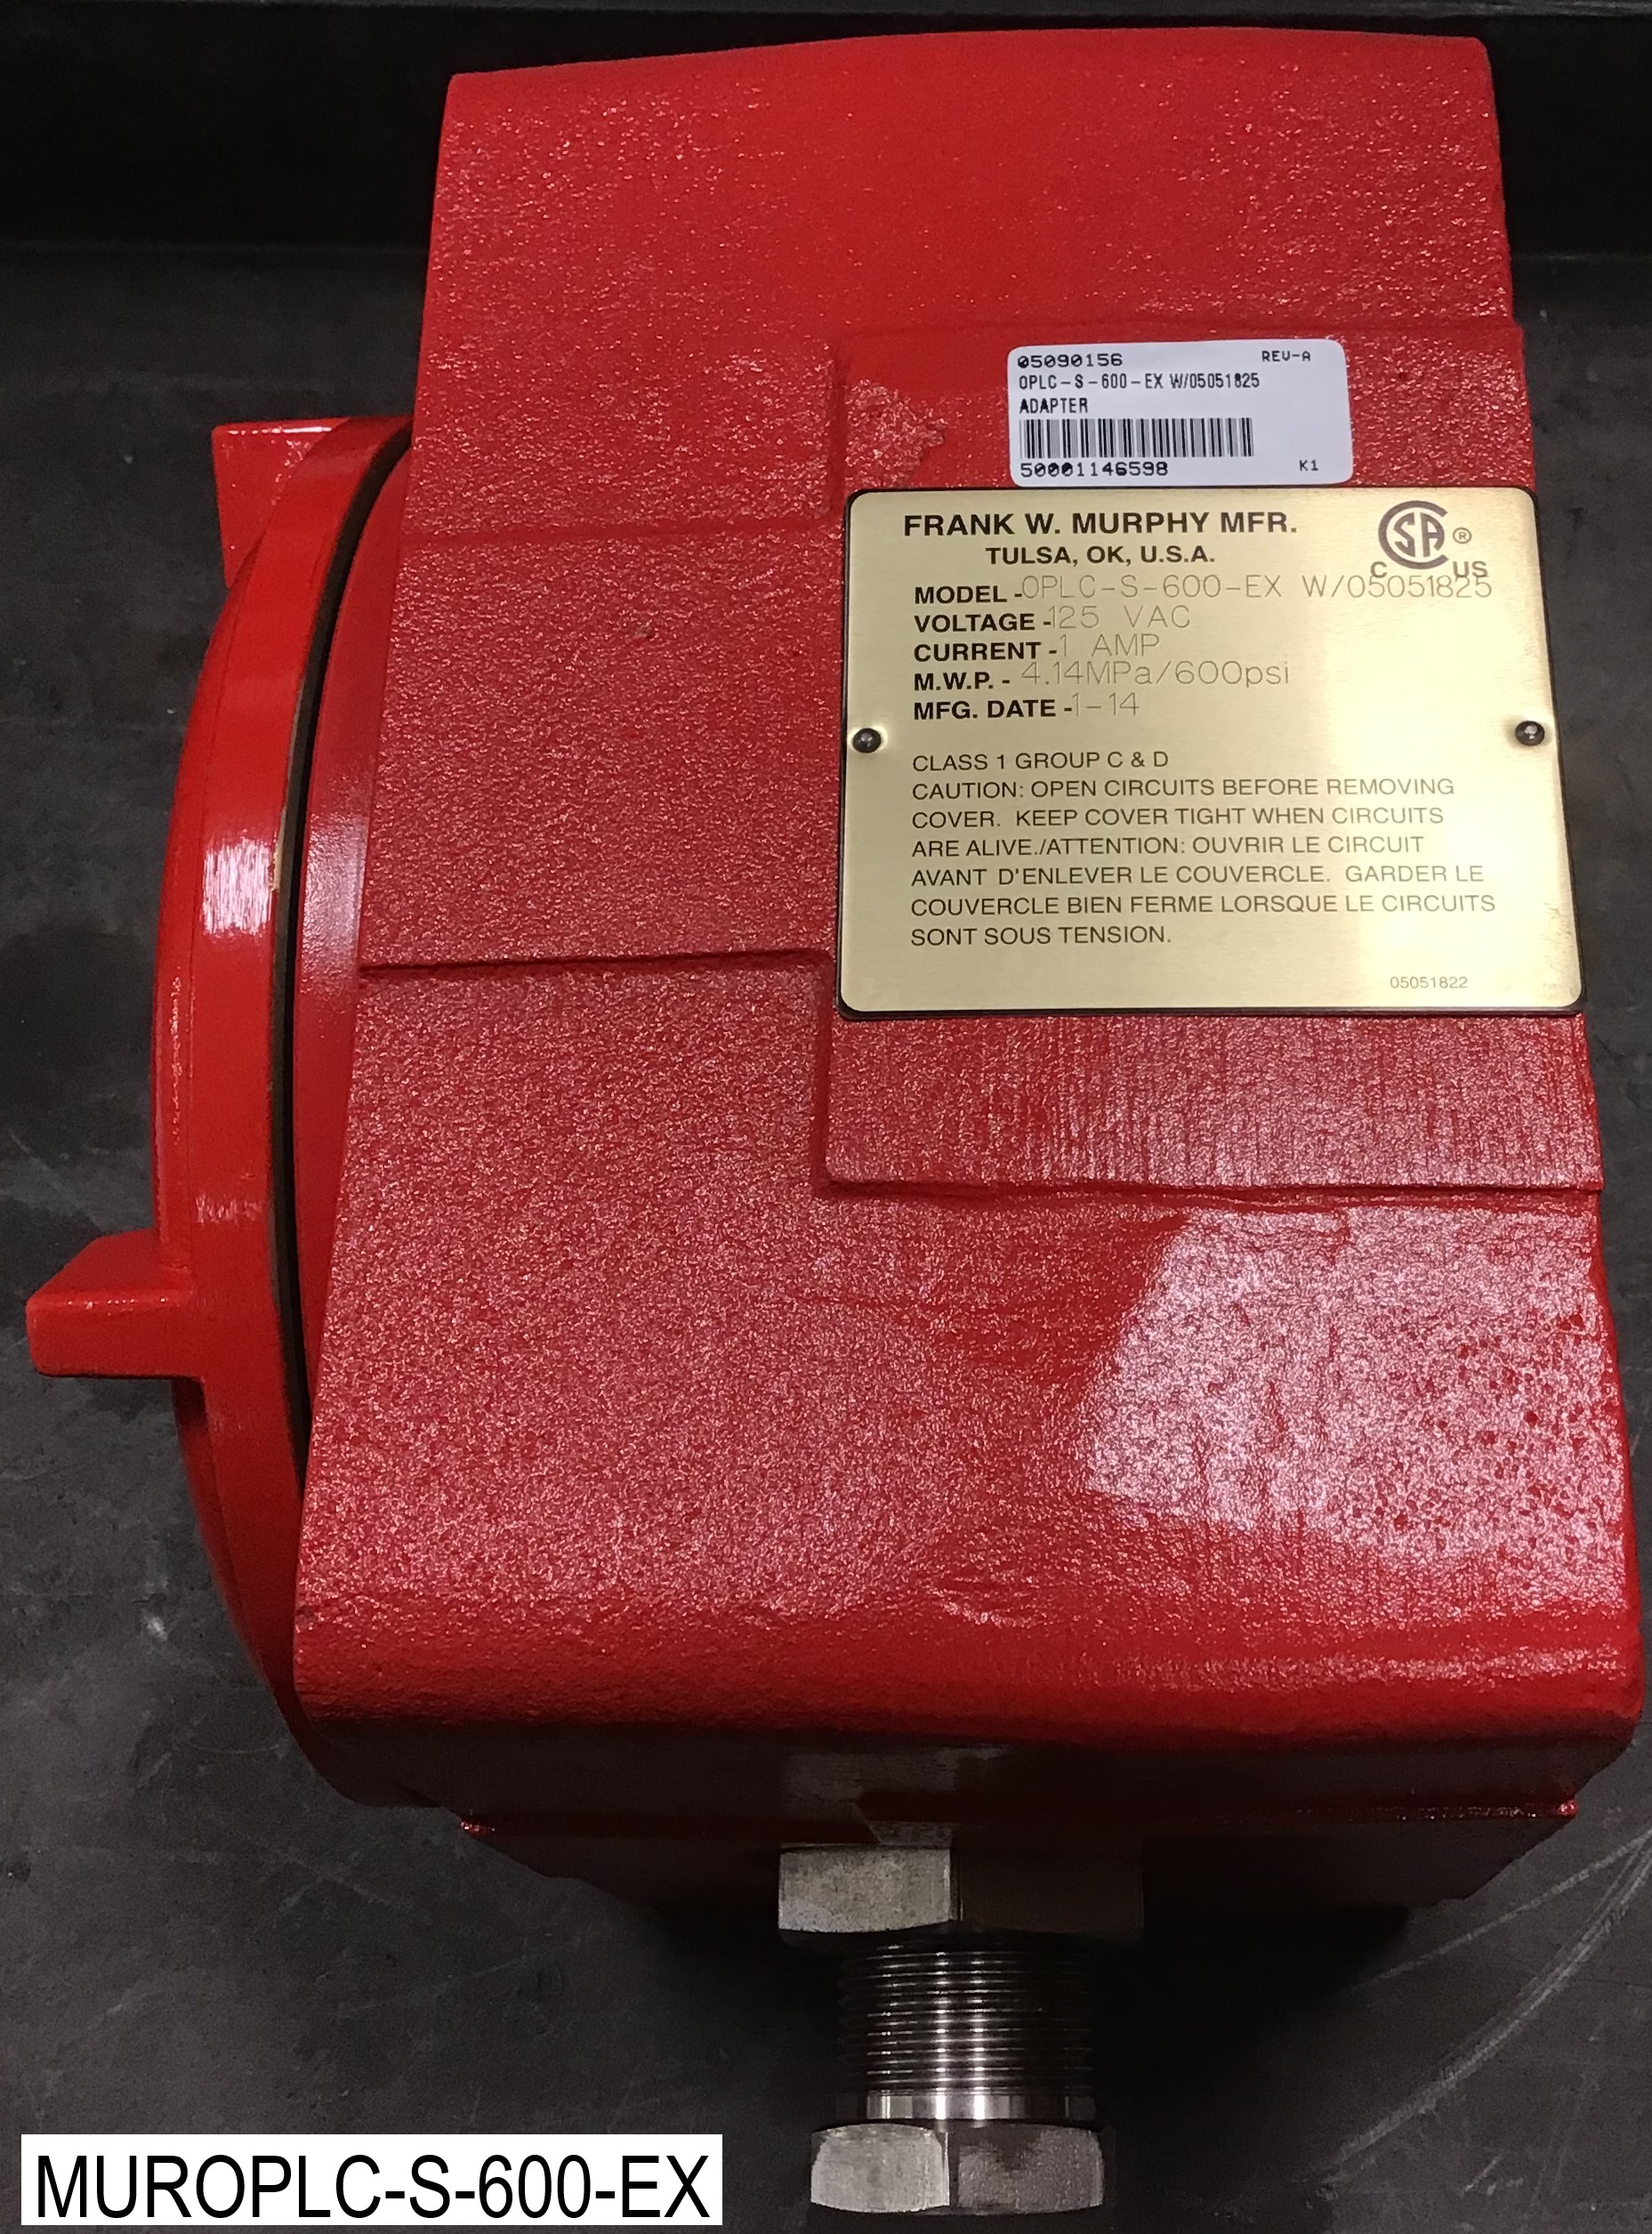 05090156 REV-A
OPLC-S-600-EX W/05051825
ADAPTER
50001146598 K1
FRANK W. MURPHY MFR.
TULSA, OK, U.S.A.
CSA ®
C US
MODEL -OPLC-S-600-EX W/05051825
VOLTAGE -125 VAC
CURRENT -1 AMP
M.W.P. - 4.14MPa/600psi
MFG. DATE -1-14
CLASS 1 GROUP C & D
CAUTION: OPEN CIRCUITS BEFORE REMOVING
COVER. KEEP COVER TIGHT WHEN CIRCUITS
ARE ALIVE./ATTENTION: OUVRIR LE CIRCUIT
AVANT D'ENLEVER LE COUVERCLE. GARDER LE
COUVERCLE BIEN FERME LORSQUE LE CIRCUITS
SONT SOUS TENSION.
05051822
MUROPLC-S-600-EX